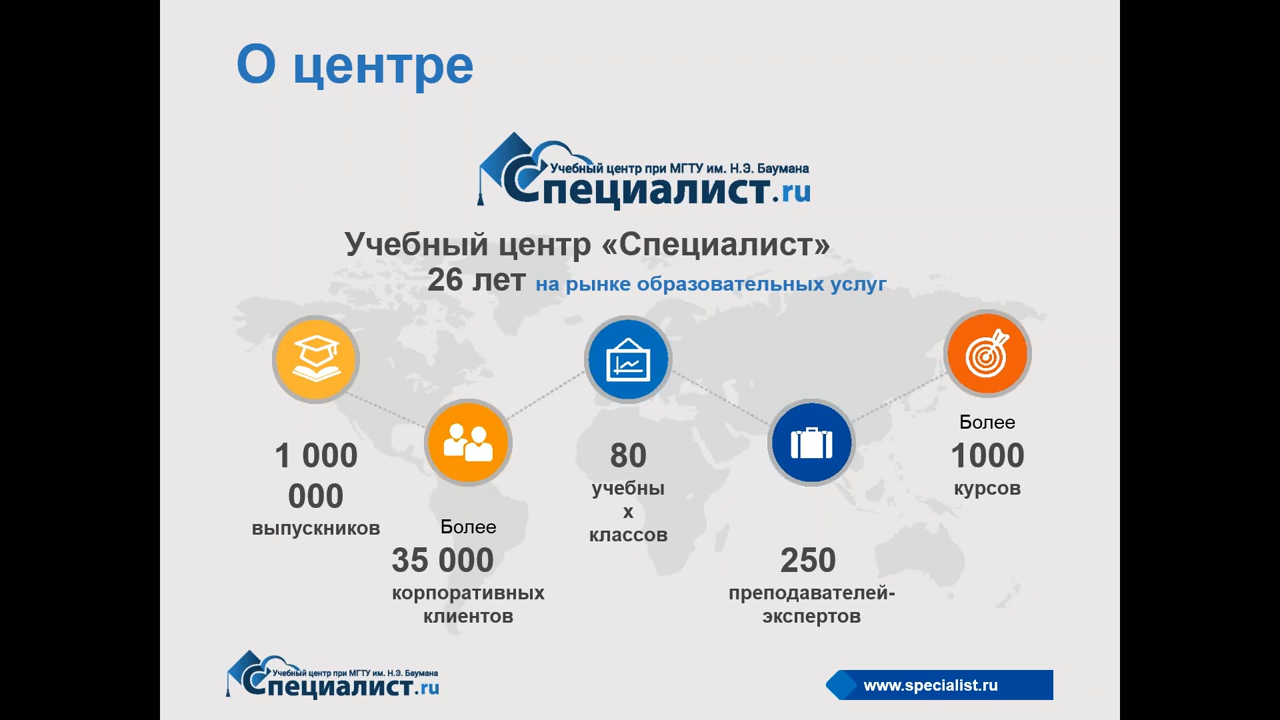 О центре
Учебный центр при МГТУ им. Н.Э. Баумана
Специалист.ru
Учебный центр «Специалист»
26 лет на рынке образовательных услуг
1 000
000
выпускников
Более
35 000
корпоративных
клиентов
80
учебны
х
классов
250
преподавателей-
экспертов
Более
1000
курсов
Учебный центр при МГТУ им. Н.Э. Баумана
Специалист.ru
www.specialist.ru